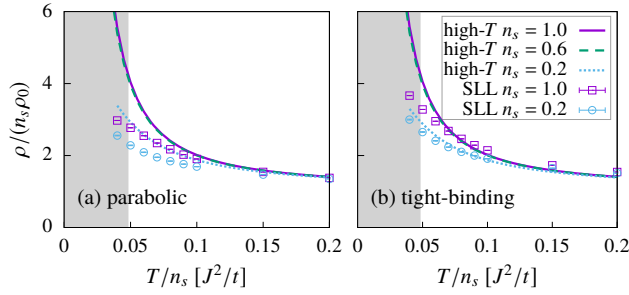 6
4
2
0
ρ/(n_sρ_0)
(a) parabolic
0 0.05 0.1 0.15 0.2
T/n_s [J²/t]
high-T n_s = 1.0
high-T n_s = 0.6
high-T n_s = 0.2
SLL n_s = 1.0
SLL n_s = 0.2
(b) tight-binding
0 0.05 0.1 0.15 0.2
T/n_s [J²/t]